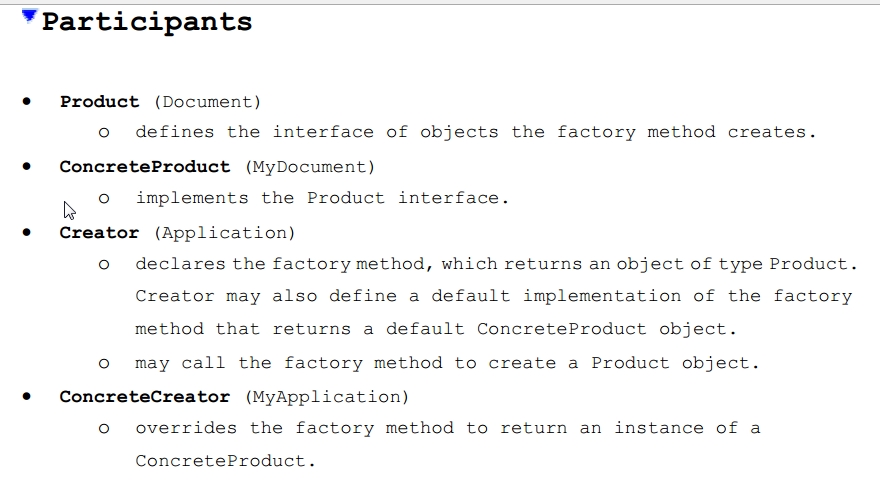 Participants
● Product (Document)
o defines the interface of objects the factory method creates.
● ConcreteProduct (MyDocument)
o implements the Product interface.
● Creator (Application)
o declares the factory method, which returns an object of type Product.
Creator may also define a default implementation of the factory
method that returns a default ConcreteProduct object.
o may call the factory method to create a Product object.
● ConcreteCreator (MyApplication)
o overrides the factory method to return an instance of a
ConcreteProduct.